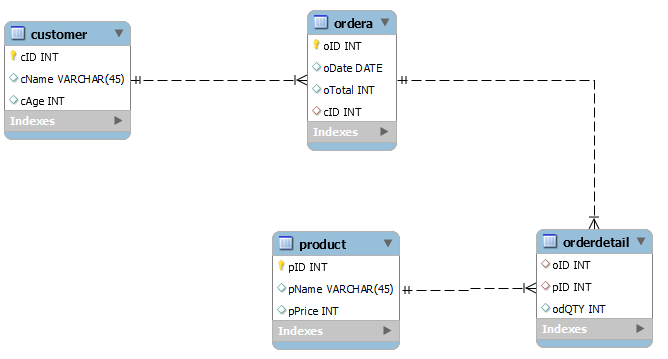 customer
cID INT
cName VARCHAR(45)
cAge INT
Indexes
ordera
oID INT
oDate DATE
oTotal INT
cID INT
Indexes
product
pID INT
pName VARCHAR(45)
pPrice INT
Indexes
orderdetail
oID INT
pID INT
odQTY INT
Indexes